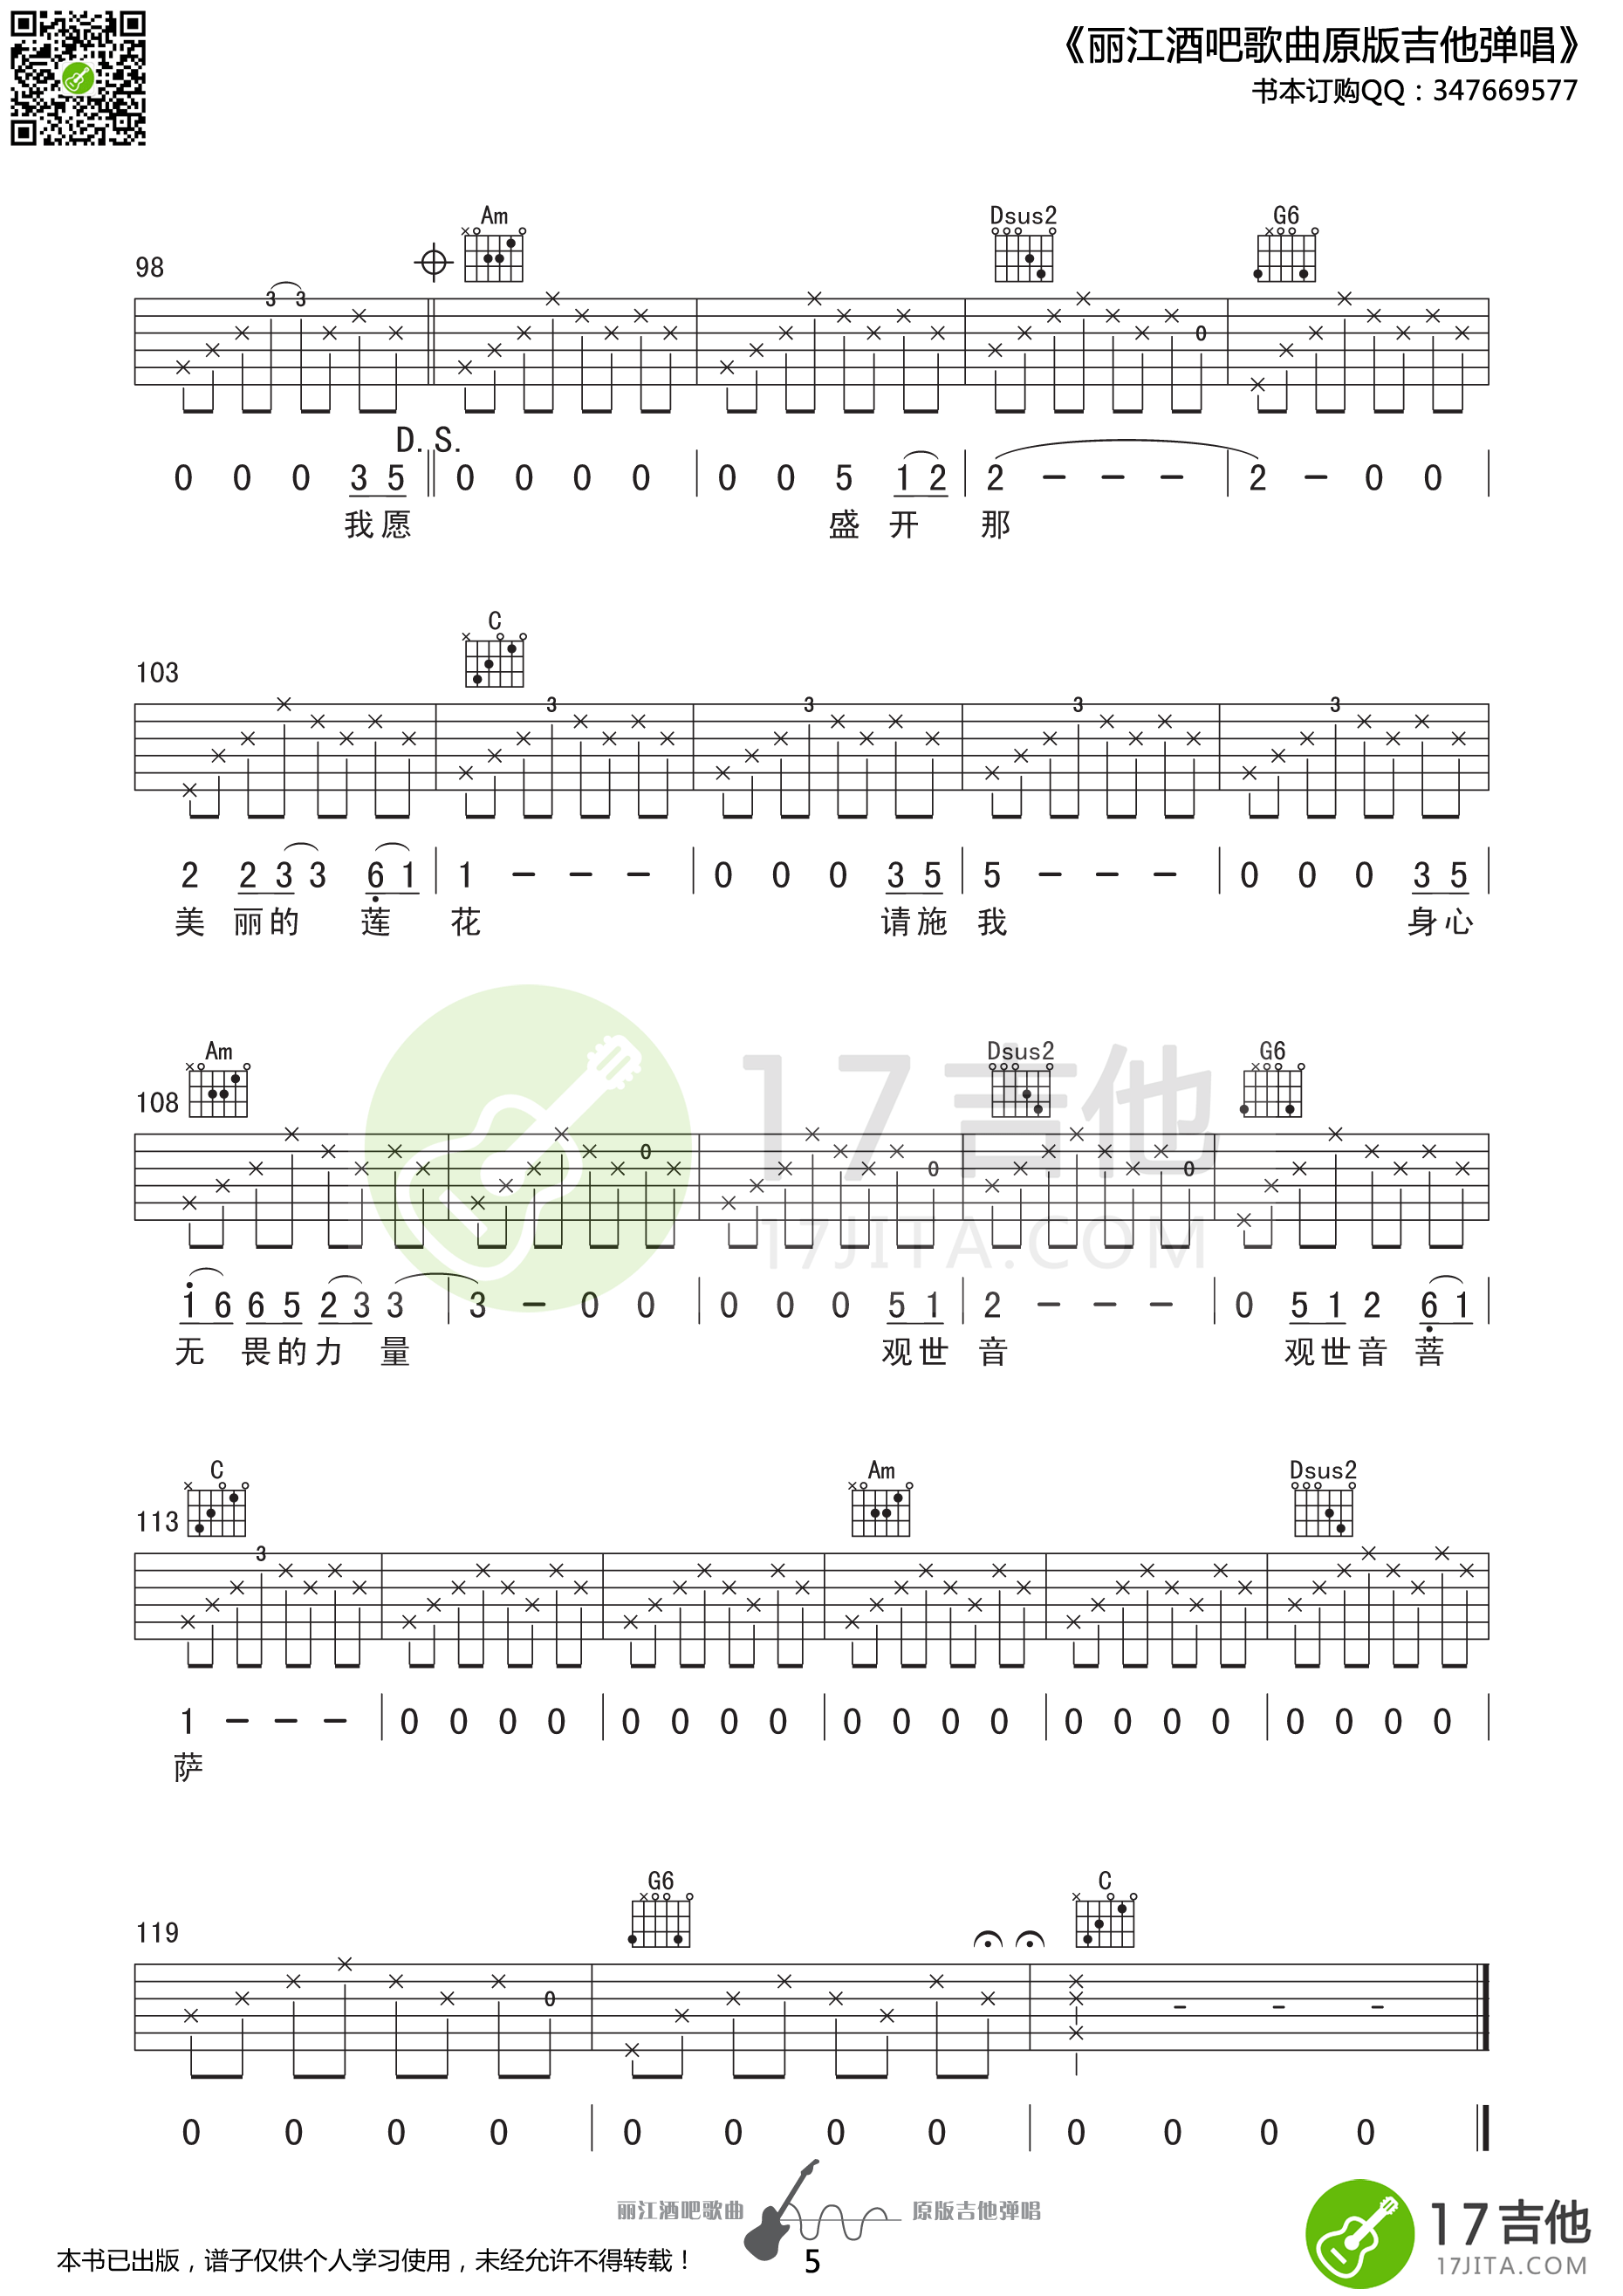 《丽江酒吧歌曲原版吉他弹唱》
书本订购QQ：347669577
Am Dsus2 G6
98
3 3 0
D.S.
0 0 0 3 5 0 0 0 0 0 0 5 1 2 2 - - - 2 - 0 0
我愿 盛 开 那
C
103
3 3 3 3
2 2 3 3 6 1 1 - - - 0 0 0 3 5 5 - - - 0 0 0 3 5
美 丽的 莲 花 请施 我 身心
Am Dsus2 G6
108
0 0 0
1 6 6 5 2 3 3 3 - 0 0 0 0 0 5 1 2 - - - 0 5 1 2 6 1
无 畏的力 量 观世 音 观世音 菩
17吉他
17JITA.COM
C Am Dsus2
113
3
1 - - - 0 0 0 0 0 0 0 0 0 0 0 0 0 0 0 0 0 0 0 0
萨
G6 C
119
0 - - -
0 0 0 0 0 0 0 0 0 0 0 0
丽江酒吧歌曲 原版吉他弹唱
本书已出版，谱子仅供个人学习使用，未经允许不得转载！
5
17吉他
17JITA.COM